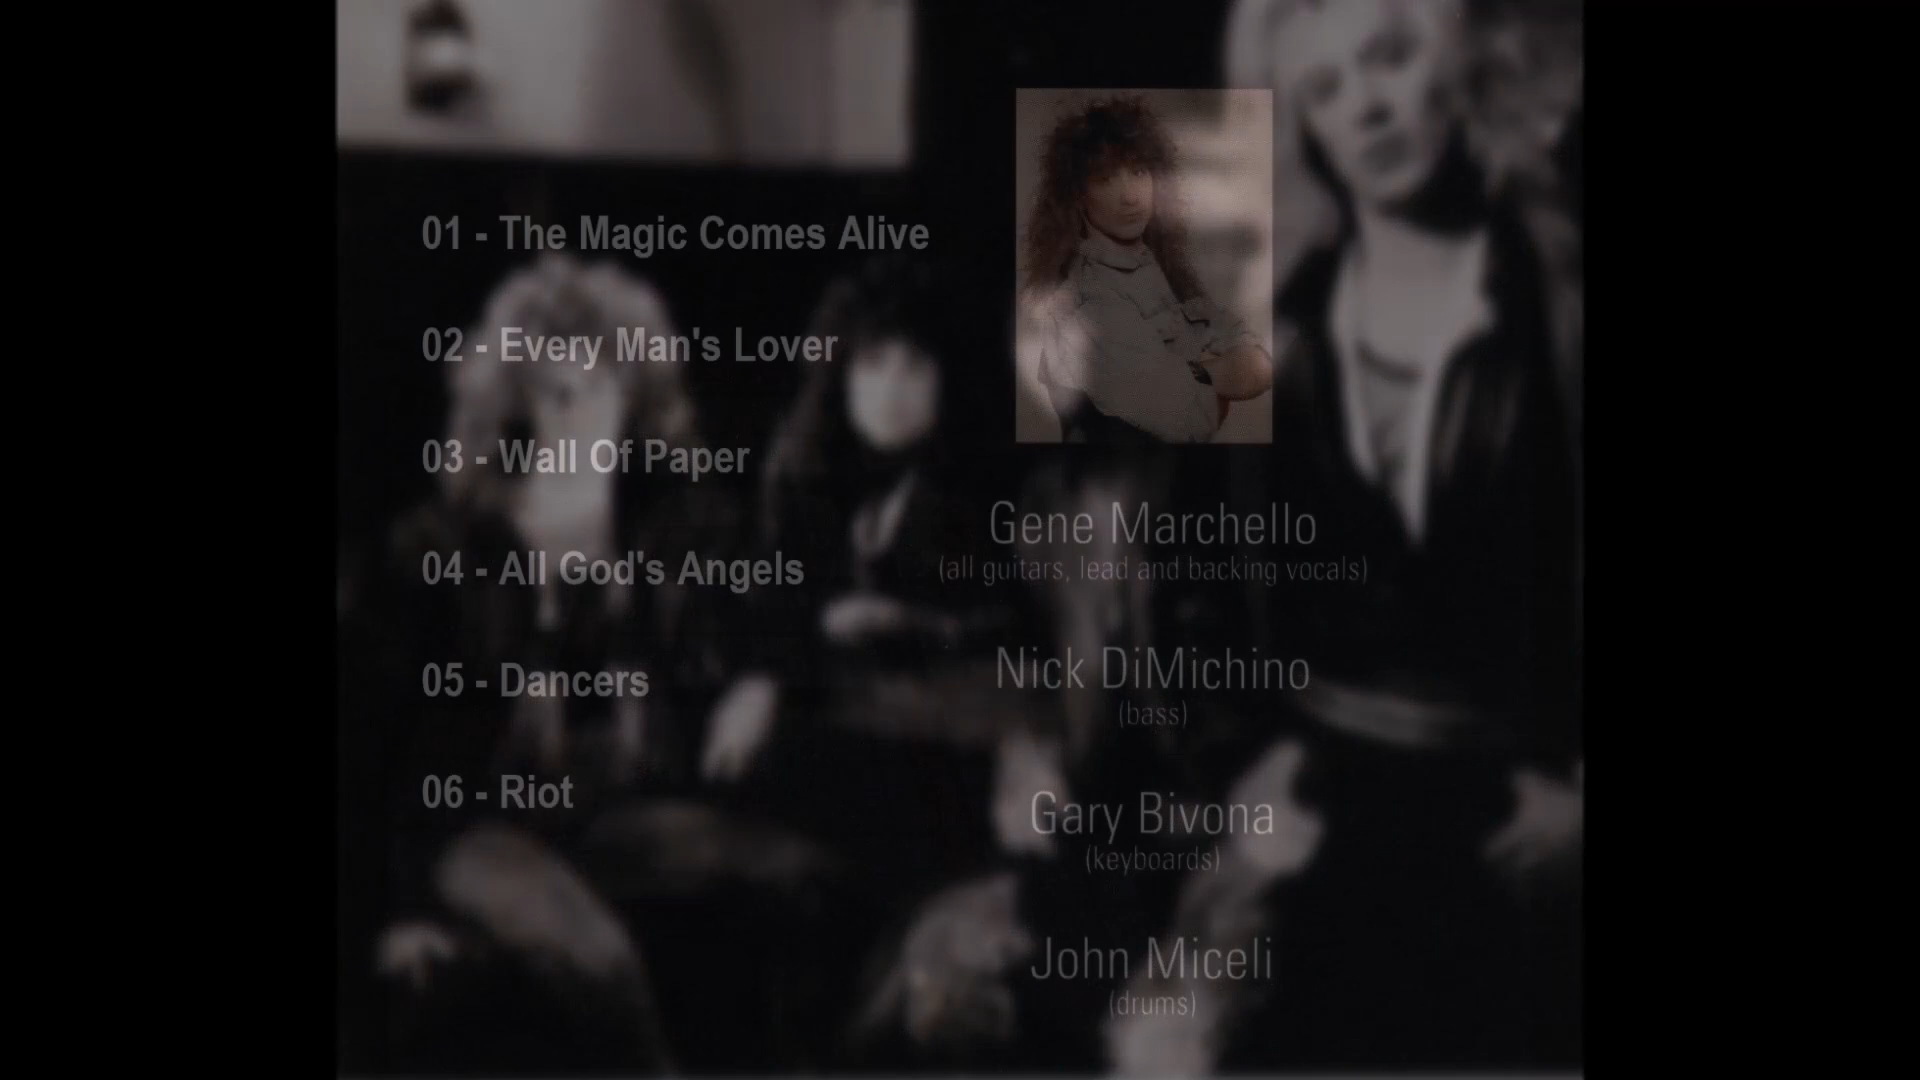 01 - The Magic Comes Alive
02 - Every Man's Lover
03 - Wall Of Paper
04 - All God's Angels
05 - Dancers
06 - Riot
Gene Marchello
(all guitars, lead and backing vocals)
Nick DiMichino
(bass)
Gary Bivona
(keyboards)
John Miceli
(drums)